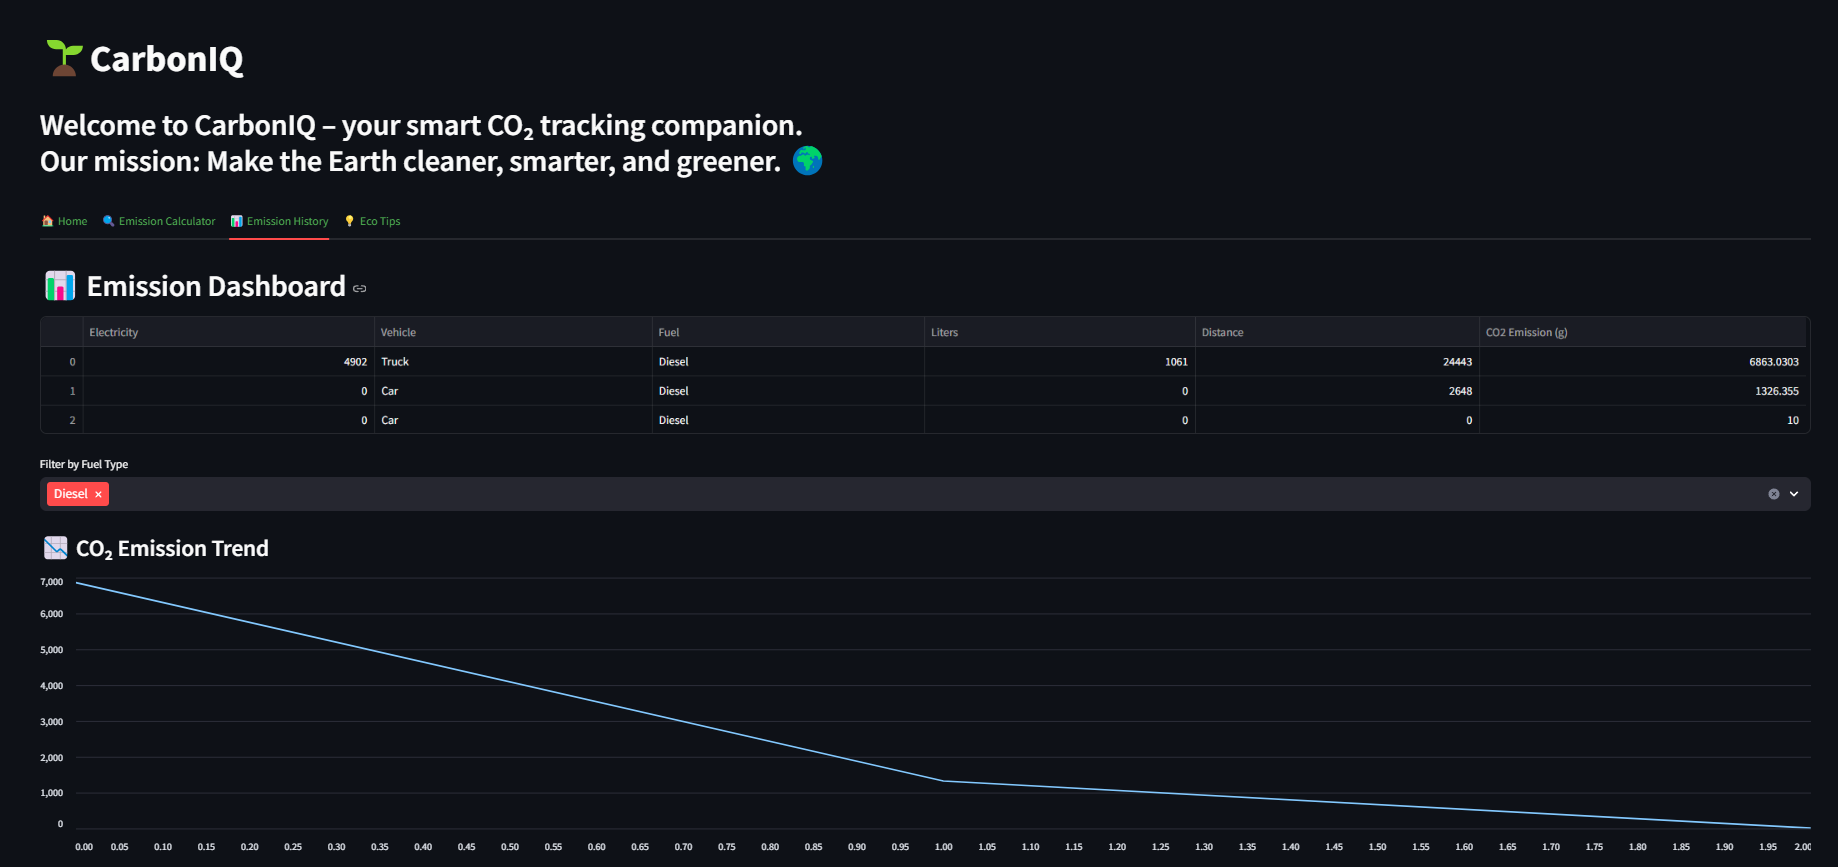 CarbonIQ
Welcome to CarbonIQ – your smart CO₂ tracking companion.
Our mission: Make the Earth cleaner, smarter, and greener.
Home Emission Calculator Emission History Eco Tips
Emission Dashboard
Electricity Vehicle Fuel Liters Distance CO2 Emission (g)
0 4902 Truck Diesel 1061 24443 6863.0303
1 0 Car Diesel 0 2648 1326.355
2 0 Car Diesel 0 0 10
Filter by Fuel Type
Diesel ×
CO₂ Emission Trend
7,000
6,000
5,000
4,000
3,000
2,000
1,000
0
0.00 0.05 0.10 0.15 0.20 0.25 0.30 0.35 0.40 0.45 0.50 0.55 0.60 0.65 0.70 0.75 0.80 0.85 0.90 0.95 1.00 1.05 1.10 1.15 1.20 1.25 1.30 1.35 1.40 1.45 1.50 1.55 1.60 1.65 1.70 1.75 1.80 1.85 1.90 1.95 2.00